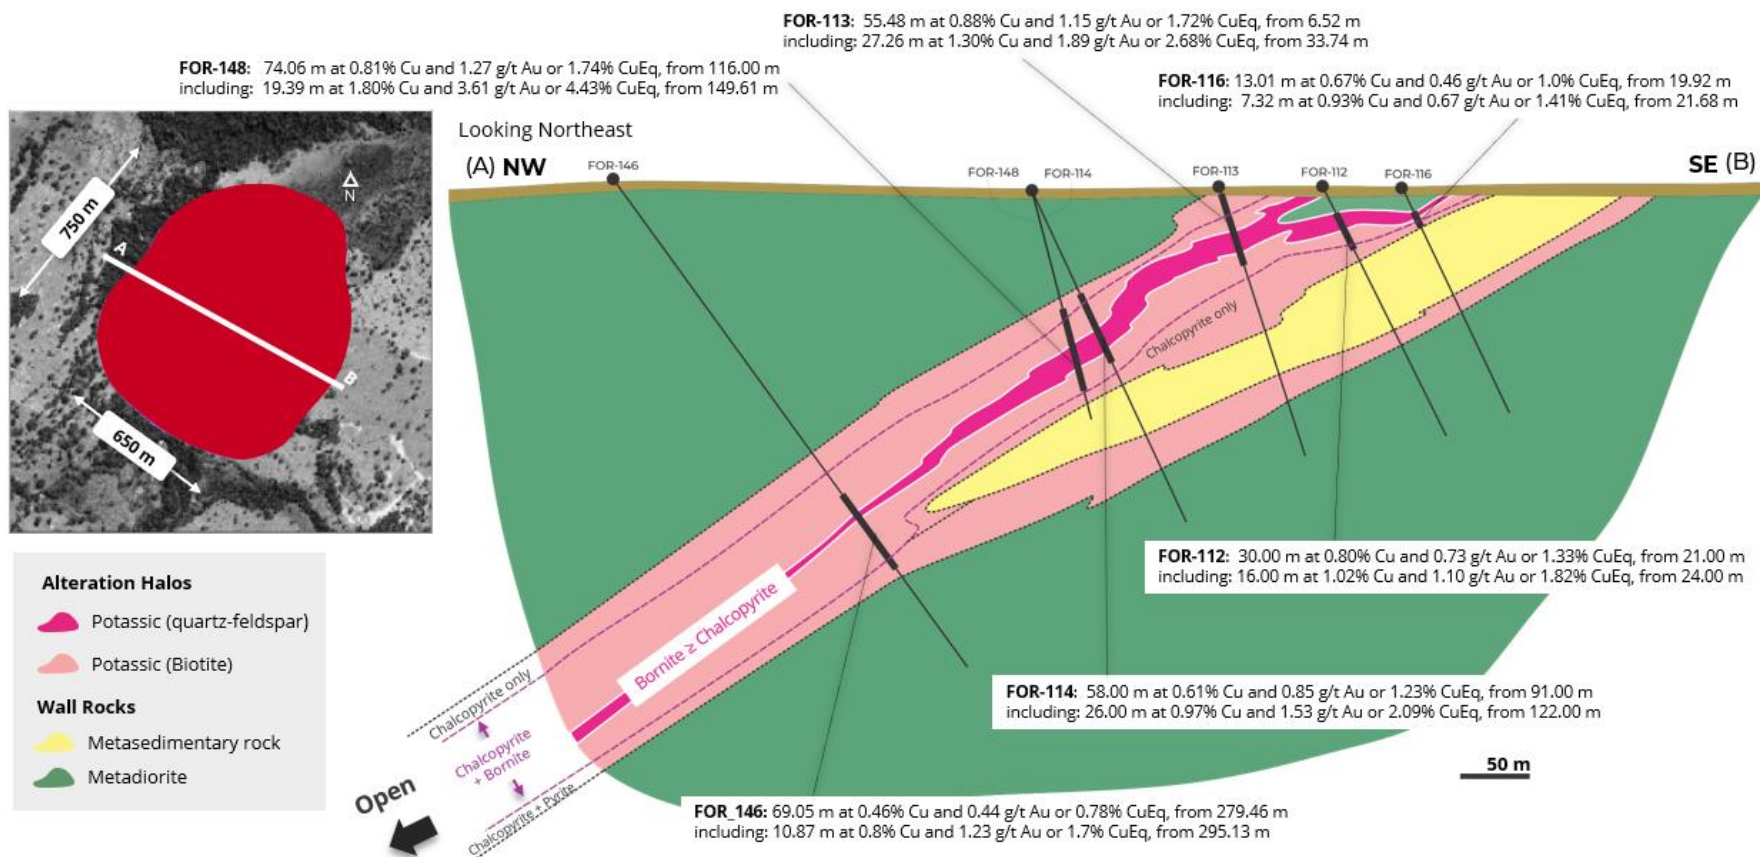 FOR-113: 55.48 m at 0.88% Cu and 1.15 g/t Au or 1.72% CuEq, from 6.52 m
including: 27.26 m at 1.30% Cu and 1.89 g/t Au or 2.68% CuEq, from 33.74 m
FOR-148: 74.06 m at 0.81% Cu and 1.27 g/t Au or 1.74% CuEq, from 116.00 m
including: 19.39 m at 1.80% Cu and 3.61 g/t Au or 4.43% CuEq, from 149.61 m
FOR-116: 13.01 m at 0.67% Cu and 0.46 g/t Au or 1.0% CuEq, from 19.92 m
including: 7.32 m at 0.93% Cu and 0.67 g/t Au or 1.41% CuEq, from 21.68 m
Looking Northeast
(A) NW
FOR-146
FOR-148
FOR-114
FOR-113
FOR-112
FOR-116
SE (B)
750 m
N
A
B
650 m
Chalcopyrite only
Alteration Halos
Potassic (quartz-feldspar)
Potassic (Biotite)
Wall Rocks
Metasedimentary rock
Metadiorite
FOR-112: 30.00 m at 0.80% Cu and 0.73 g/t Au or 1.33% CuEq, from 21.00 m
including: 16.00 m at 1.02% Cu and 1.10 g/t Au or 1.82% CuEq, from 24.00 m
Bornite ≥ Chalcopyrite
FOR-114: 58.00 m at 0.61% Cu and 0.85 g/t Au or 1.23% CuEq, from 91.00 m
including: 26.00 m at 0.97% Cu and 1.53 g/t Au or 2.09% CuEq, from 122.00 m
Chalcopyrite only
Chalcopyrite
+ Bornite
Chalcopyrite + Pyrite
Open
50 m
FOR_146: 69.05 m at 0.46% Cu and 0.44 g/t Au or 0.78% CuEq, from 279.46 m
including: 10.87 m at 0.8% Cu and 1.23 g/t Au or 1.7% CuEq, from 295.13 m